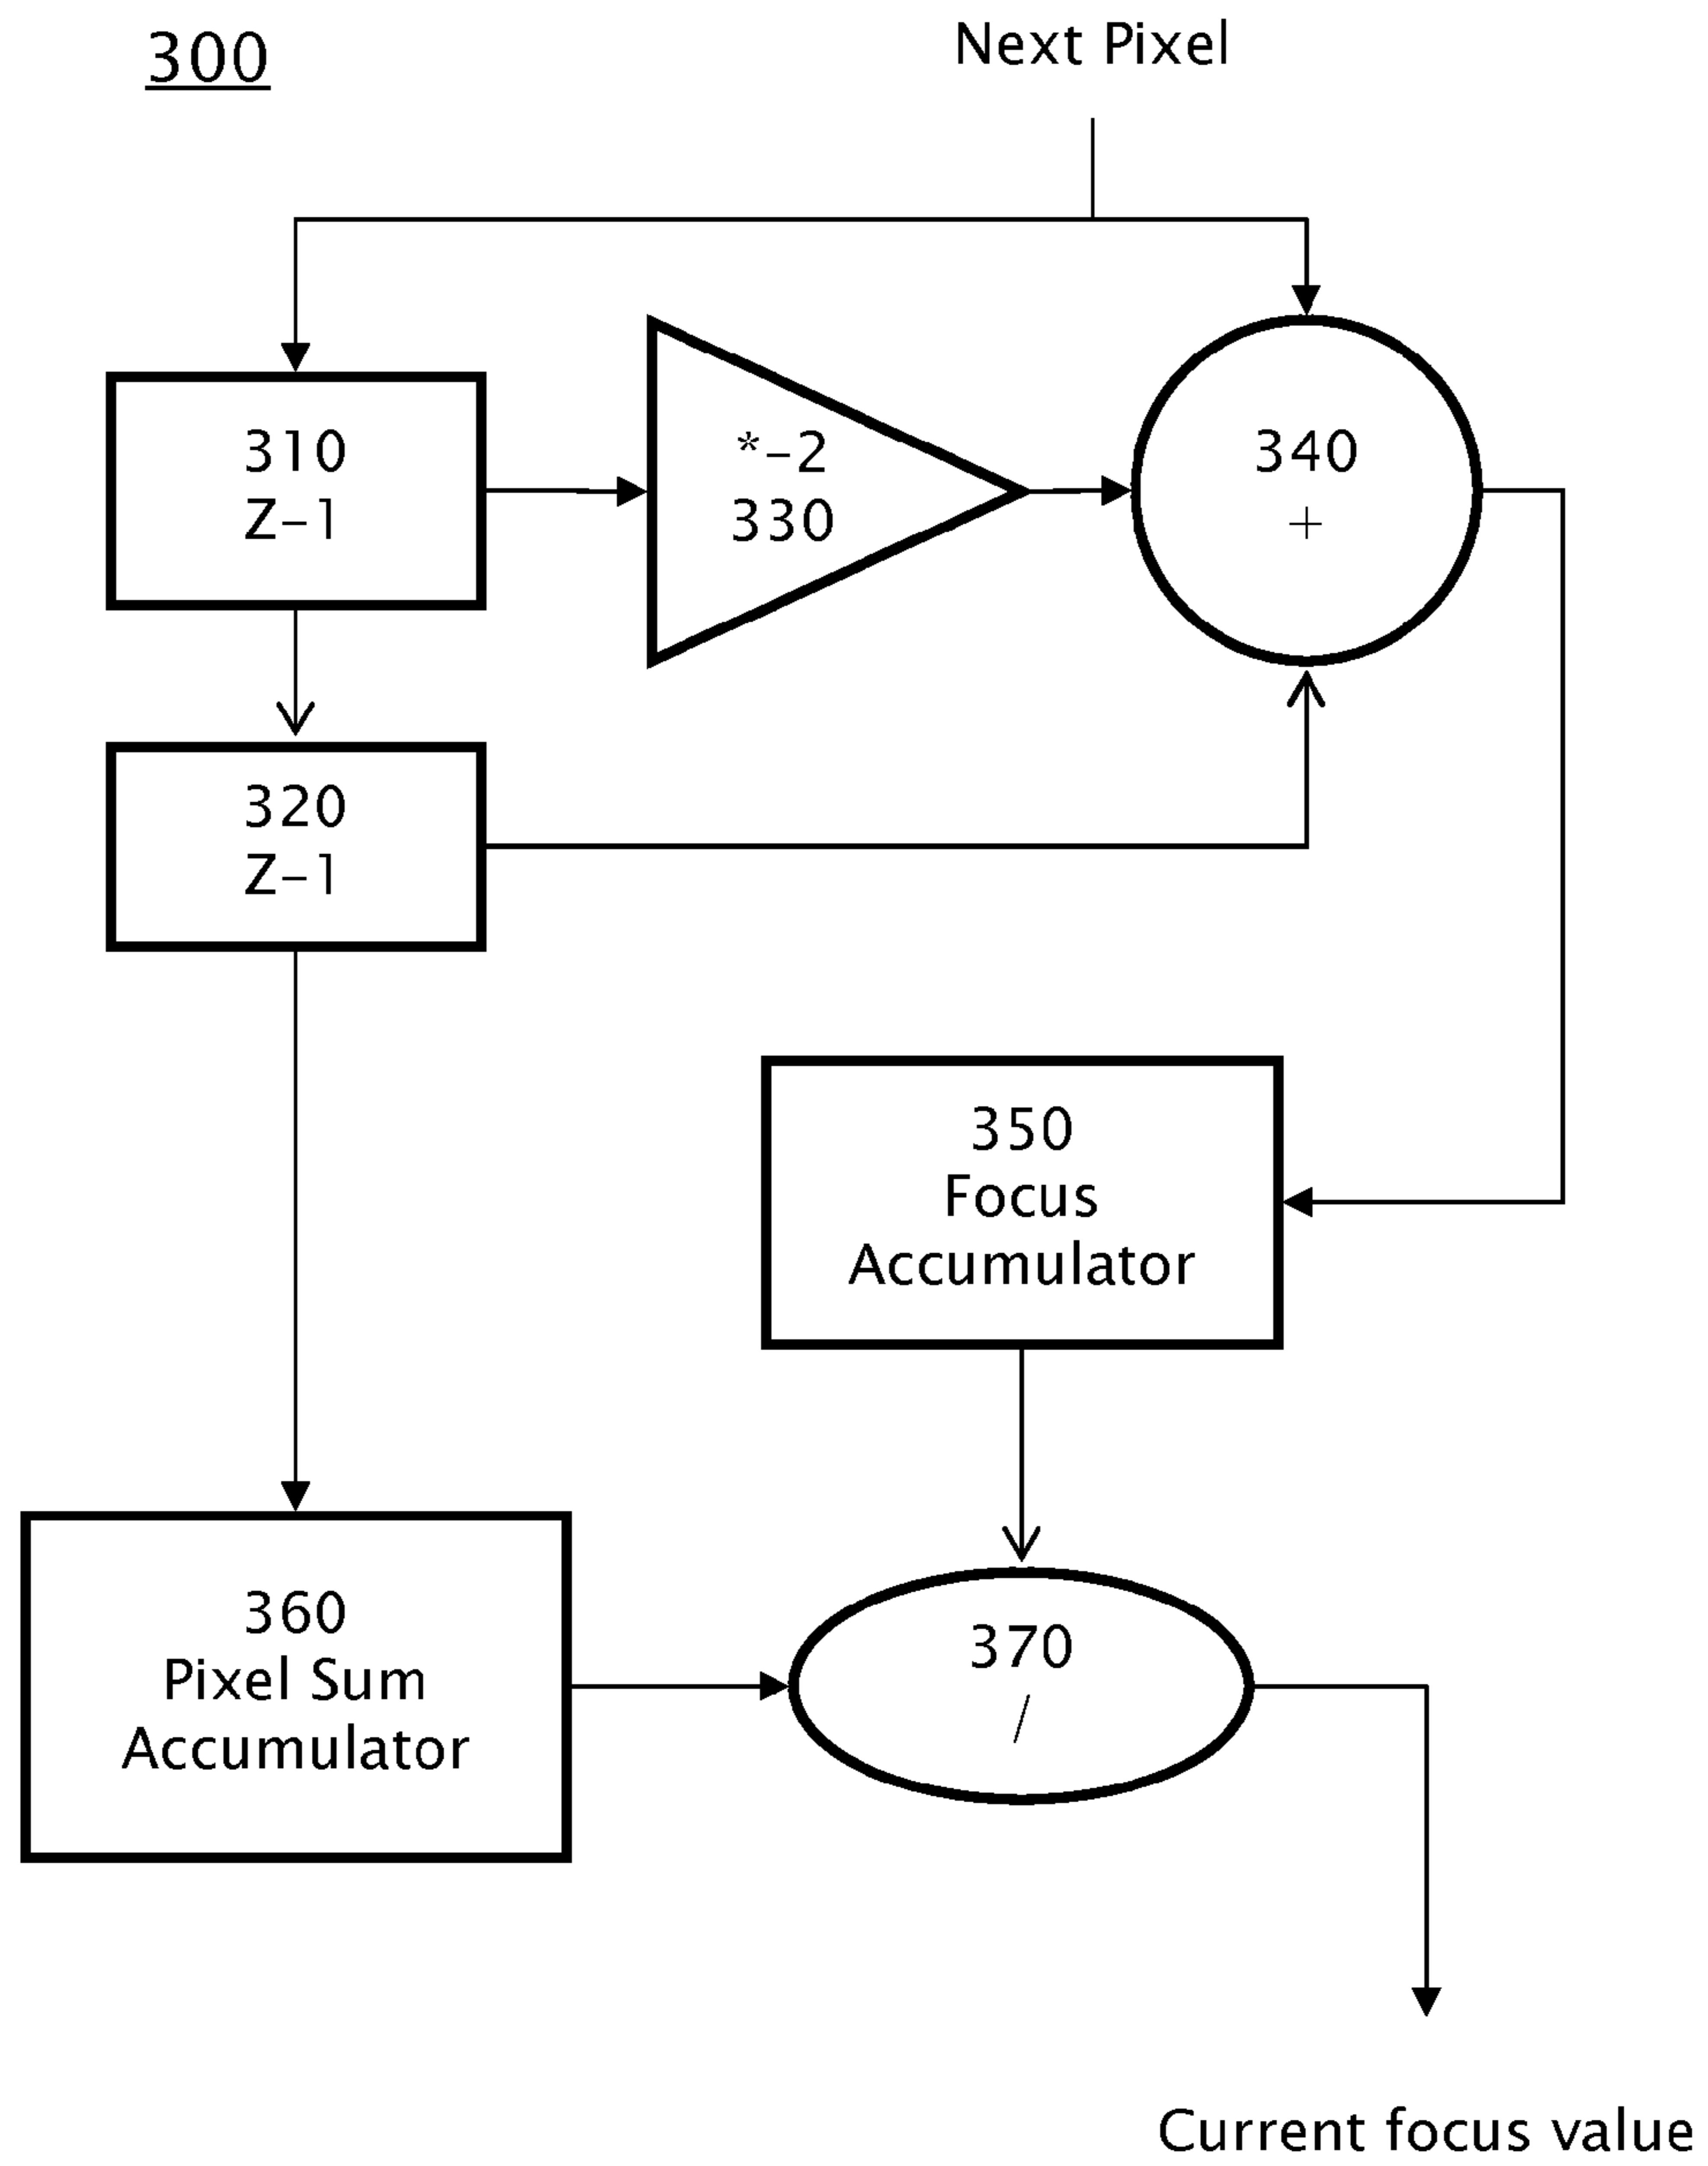 300
Next Pixel
310
Z-1
*-2
330
340
+
320
Z-1
350
Focus
Accumulator
360
Pixel Sum
Accumulator
370
/
Current focus value